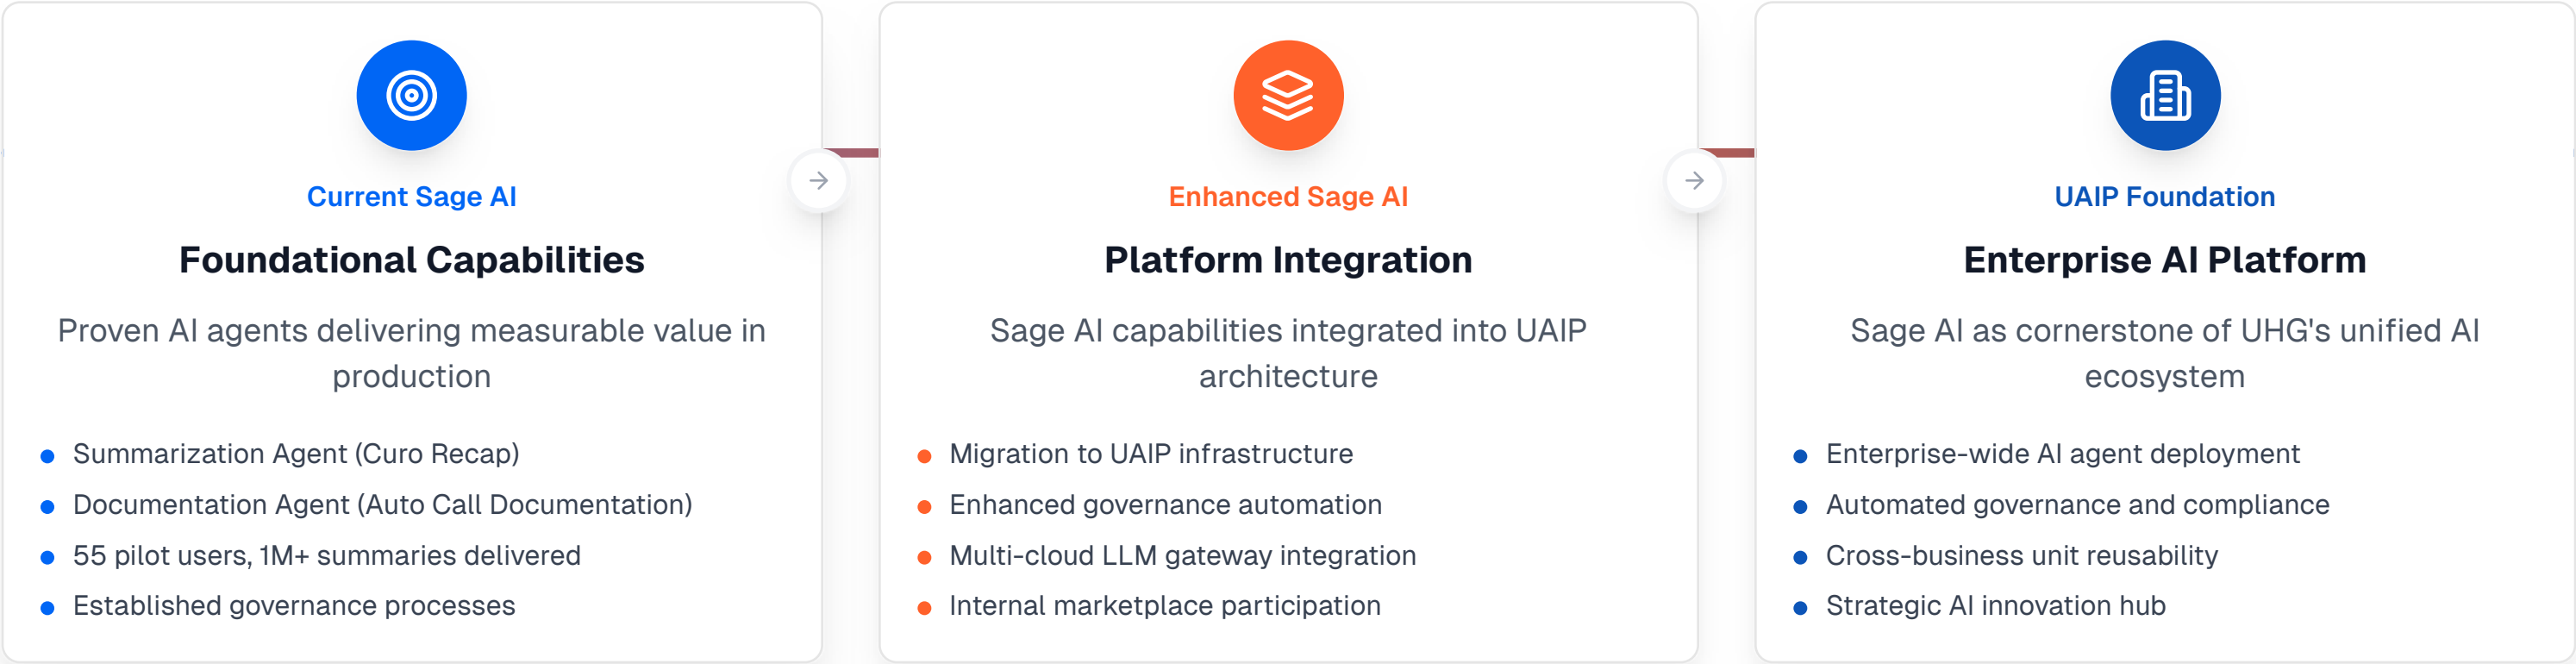 Current Sage AI
Foundational Capabilities
Proven AI agents delivering measurable value in
production
Summarization Agent (Curo Recap)
Documentation Agent (Auto Call Documentation)
55 pilot users, 1M+ summaries delivered
Established governance processes
Enhanced Sage AI
Platform Integration
Sage AI capabilities integrated into UAIP
architecture
Migration to UAIP infrastructure
Enhanced governance automation
Multi-cloud LLM gateway integration
Internal marketplace participation
UAIP Foundation
Enterprise AI Platform
Sage AI as cornerstone of UHG's unified AI
ecosystem
Enterprise-wide AI agent deployment
Automated governance and compliance
Cross-business unit reusability
Strategic AI innovation hub